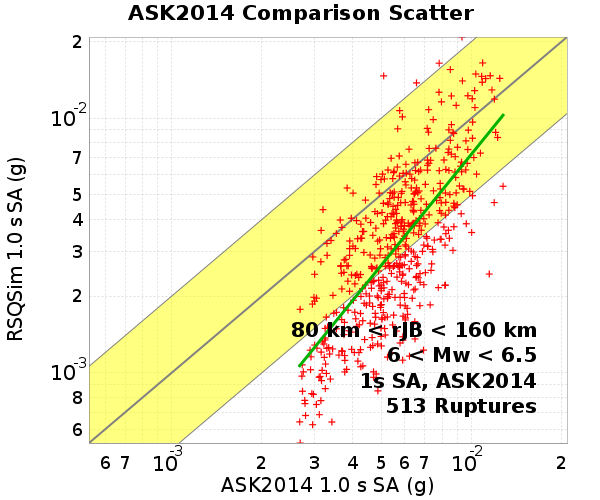 ASK2014 Comparison Scatter
RSQSim 1.0 s SA (g)
2
10-2
7
5
4
3
2
10-3
8
6
80 km < rJB < 160 km
6 < Mw < 6.5
1s SA, ASK2014
513 Ruptures
6 7 10-3 2 3 4 5 6 7 10-2 2
ASK2014 1.0 s SA (g)